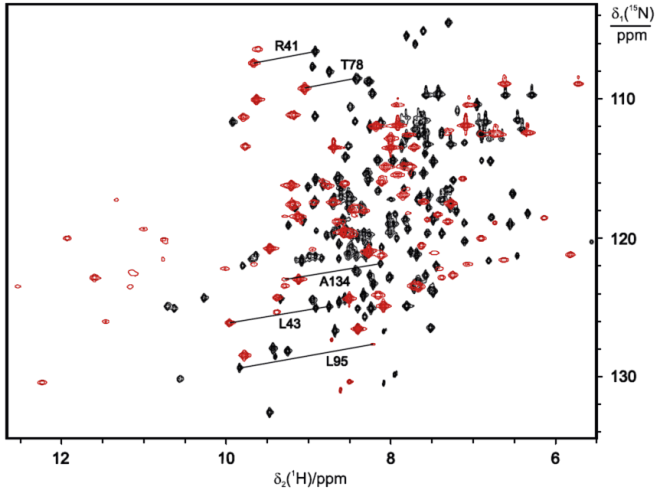 δ₁(¹⁵N)
ppm
R41
T78
110
120
A134
L43
L95
130
12
10
8
6
δ₂(¹H)/ppm